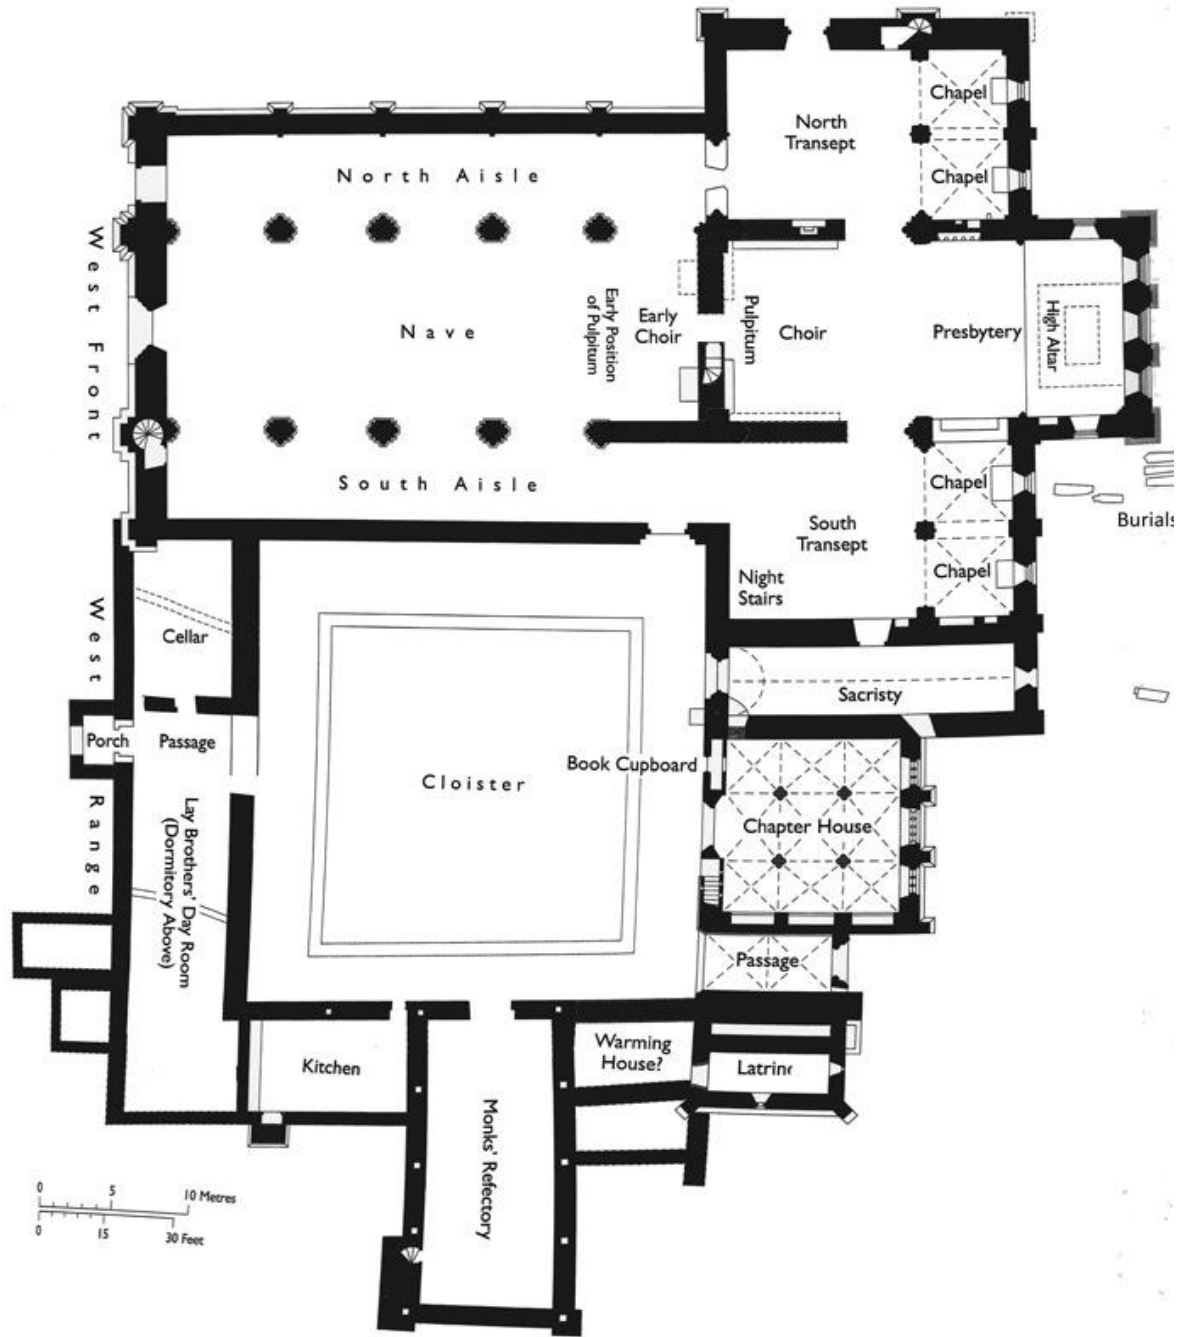 Chapel
North
Transept
Chapel
North Aisle
West Front
Nave
Early Position
of Pulpitum
Early
Choir
Pulpitum
Choir
Presbytery
High Altar
South Aisle
Chapel
Burials
South
Transept
Chapel
Night
Stairs
West
Range
Cellar
Sacristy
Porch
Passage
Book Cupboard
Cloister
Lay Brothers' Day Room
(Dormitory Above)
Chapter House
Passage
Warming
House?
Latrine
Kitchen
Monks' Refectory
0 5 10 Metres
0 15 30 Feet